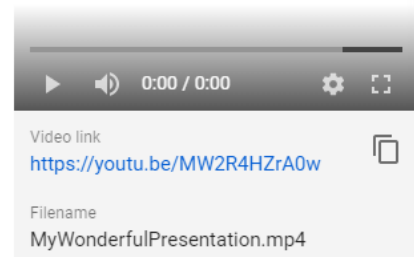 0:00 / 0:00
Video link
https://youtu.be/MW2R4HZrA0w
Filename
MyWonderfulPresentation.mp4